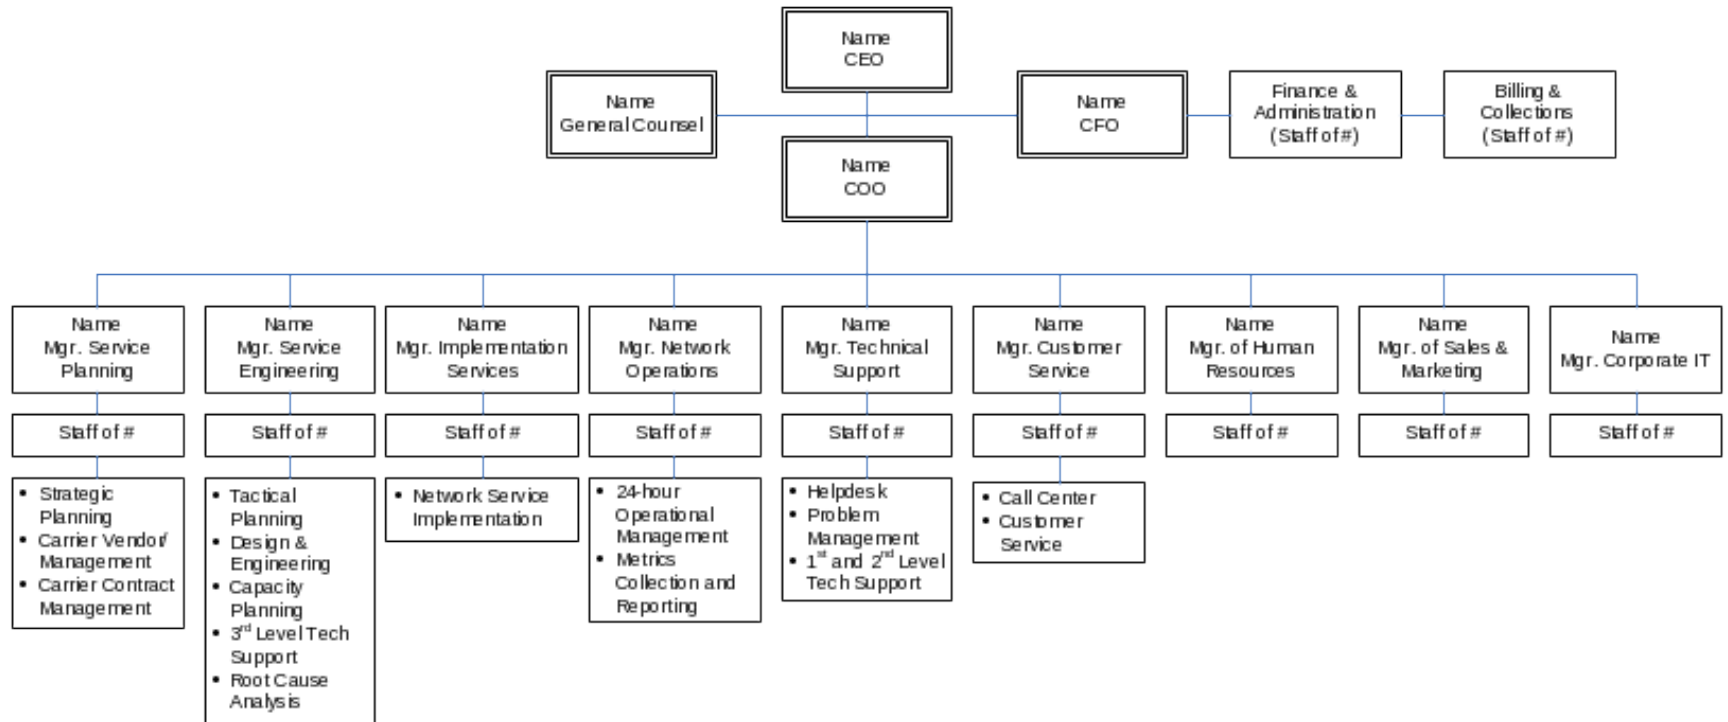 Name
CEO
Name
General Counsel
Name
CFO
Finance &
Administration
(Staff of #)
Billing &
Collections
(Staff of #)
Name
COO
Name
Mgr. Service
Planning
Name
Mgr. Service
Engineering
Name
Mgr. Implementation
Services
Name
Mgr. Network
Operations
Name
Mgr. Technical
Support
Name
Mgr. Customer
Service
Name
Mgr. of Human
Resources
Name
Mgr. of Sales &
Marketing
Name
Mgr. Corporate IT
Staff of #
Staff of #
Staff of #
Staff of #
Staff of #
Staff of #
Staff of #
Staff of #
Staff of #
• Strategic
Planning
• Carrier Vendor/
Management
• Carrier Contract
Management
• Tactical
Planning
• Design &
Engineering
• Capacity
Planning
• 3rd Level Tech
Support
• Root Cause
Analysis
• Network Service
Implementation
• 24-hour
Operational
Management
• Metrics
Collection and
Reporting
• Helpdesk
• Problem
Management
• 1st and 2nd Level
Tech Support
• Call Center
• Customer
Service